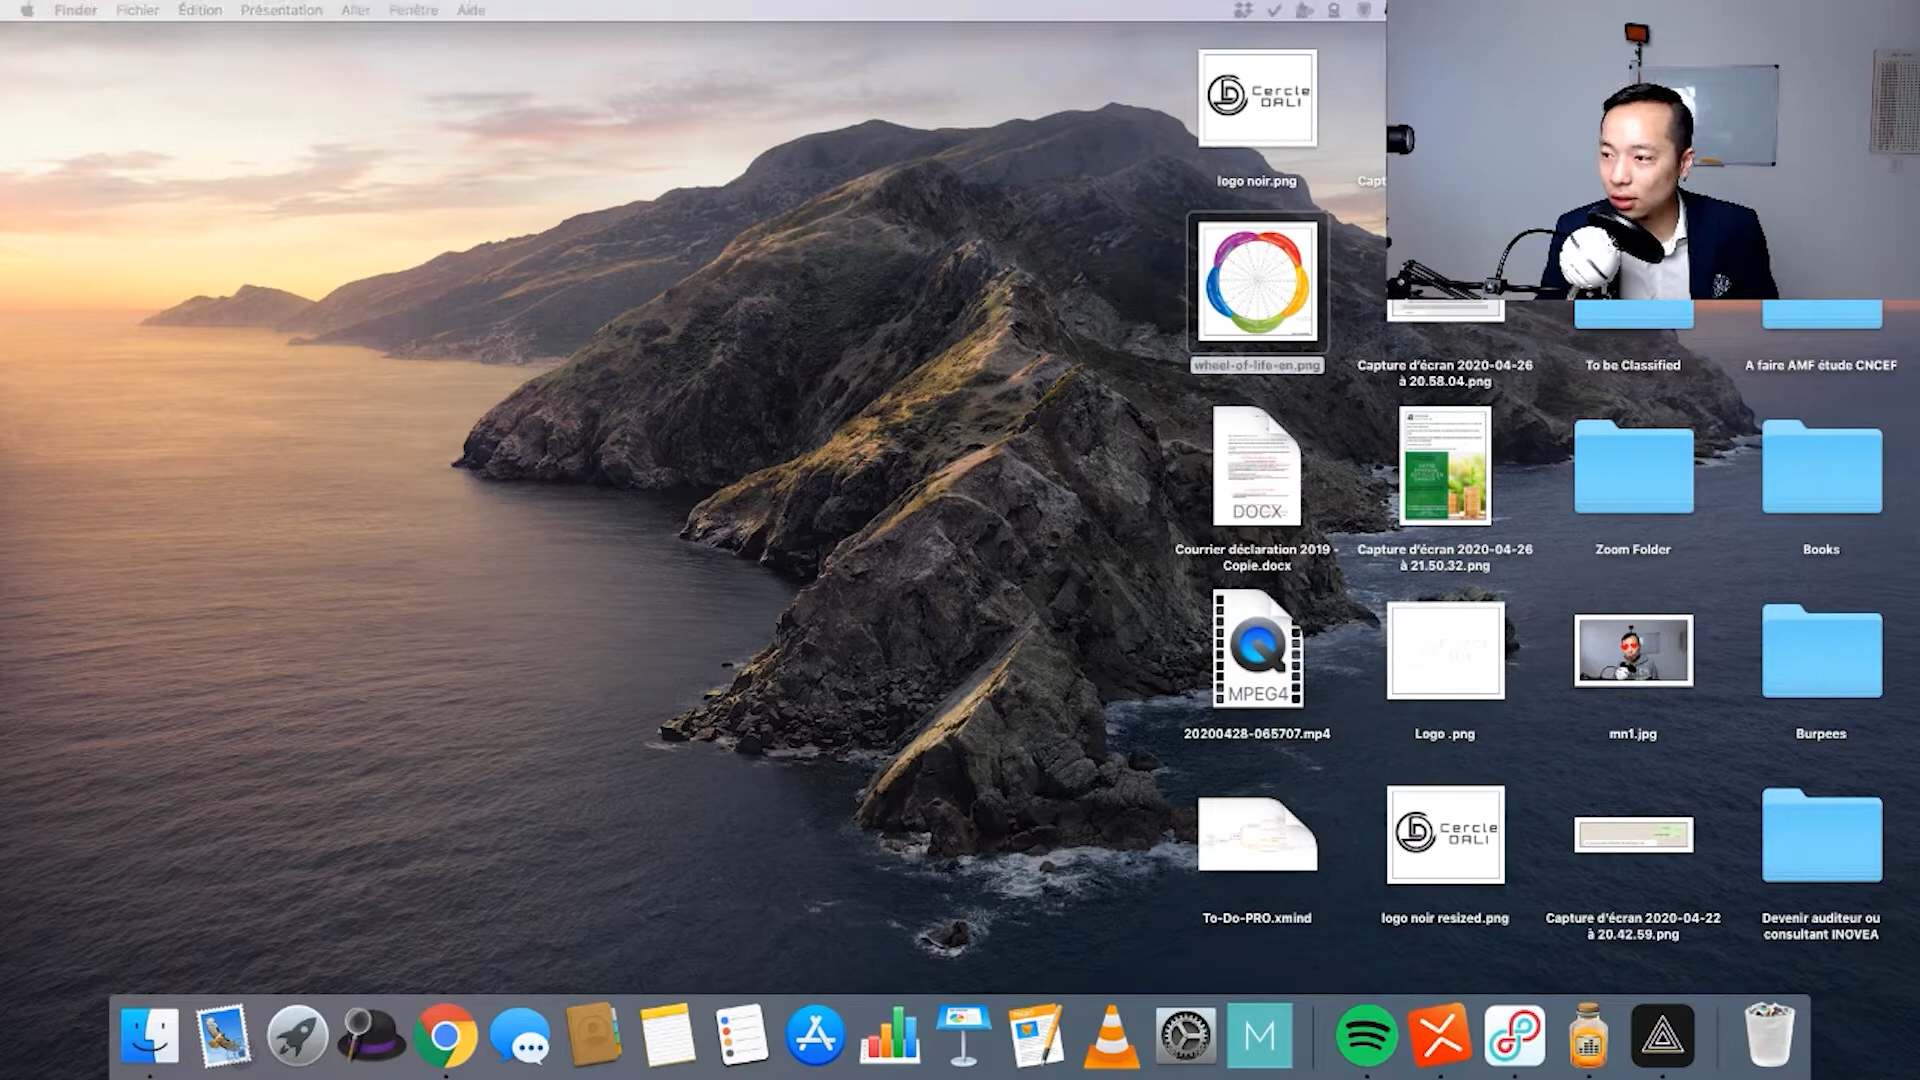 Finder Fichier Édition Présentation Aller Fenêtre Aide
Cercle
DALI
logo noir.png
Capt
wheel-of-life-en.png
Capture d'écran 2020-04-26
à 20.58.04.png
To be Classified
A faire AMF étude CNCEF
DOCX
Courrier déclaration 2019 -
Copie.docx
Capture d'écran 2020-04-26
à 21.50.32.png
Zoom Folder
Books
MPEG4
20200428-065707.mp4
Logo .png
mn1.jpg
Burpees
Cercle
DALI
To-Do-PRO.xmind
logo noir resized.png
Capture d'écran 2020-04-22
à 20.42.59.png
Devenir auditeur ou
consultant INOVEA
M